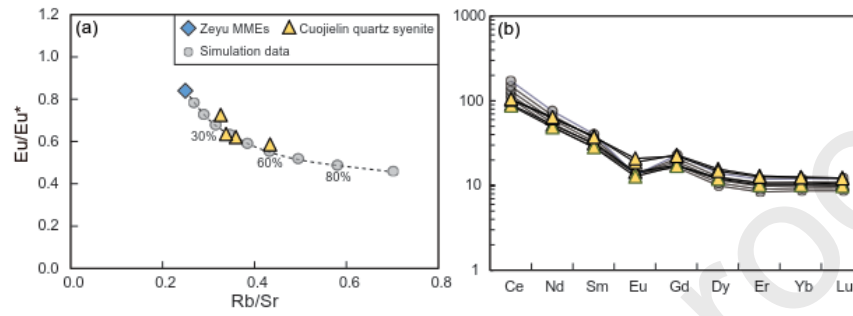 (a)
Zeyu MMEs
Cuojielin quartz syenite
Simulation data
1.2
1.0
0.8
0.6
0.4
0.2
0.0
Eu/Eu*
30%
60%
80%
0.0 0.2 0.4 0.6 0.8
Rb/Sr
(b)
1000
100
10
1
Ce Nd Sm Eu Gd Dy Er Yb Lu